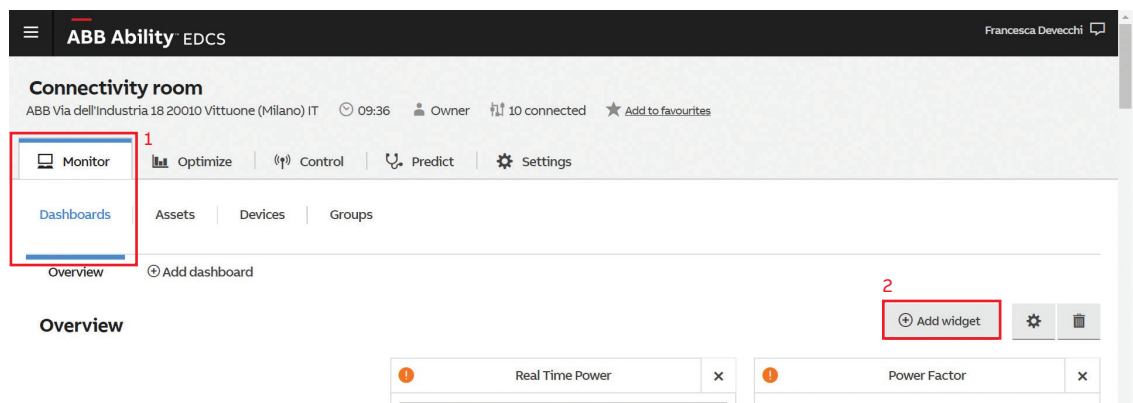 ABB Ability™ EDCS
Francesca Devecchi
Connectivity room
ABB Via dell'Industria 18 20010 Vittuone (Milano) IT 09:36 Owner 10 connected Add to favourites
1
Monitor Optimize Control Predict Settings
Dashboards Assets Devices Groups
Overview Add dashboard
2
Overview Add widget
! Real Time Power × ! Power Factor ×